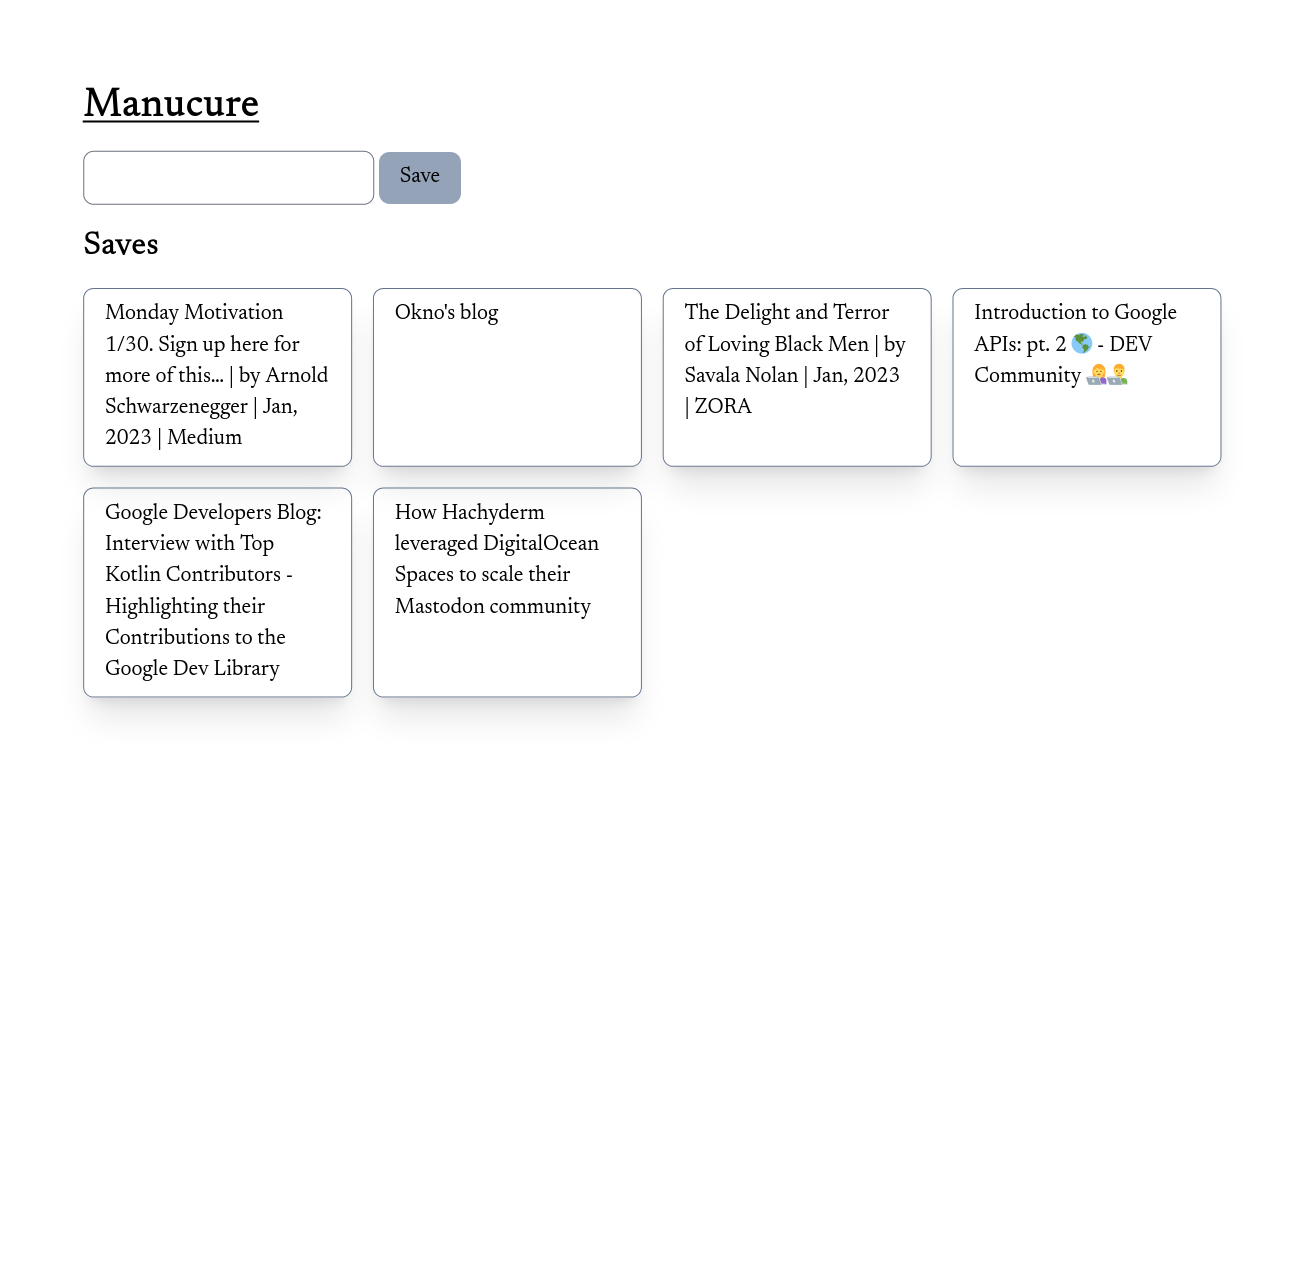 Manucure
Save
Saves
Monday Motivation
1/30. Sign up here for
more of this… | by Arnold
Schwarzenegger | Jan,
2023 | Medium
Okno's blog
The Delight and Terror
of Loving Black Men | by
Savala Nolan | Jan, 2023
| ZORA
Introduction to Google
APIs: pt. 2 🌎 - DEV
Community 👩‍💻👨‍💻
Google Developers Blog:
Interview with Top
Kotlin Contributors -
Highlighting their
Contributions to the
Google Dev Library
How Hachyderm
leveraged DigitalOcean
Spaces to scale their
Mastodon community